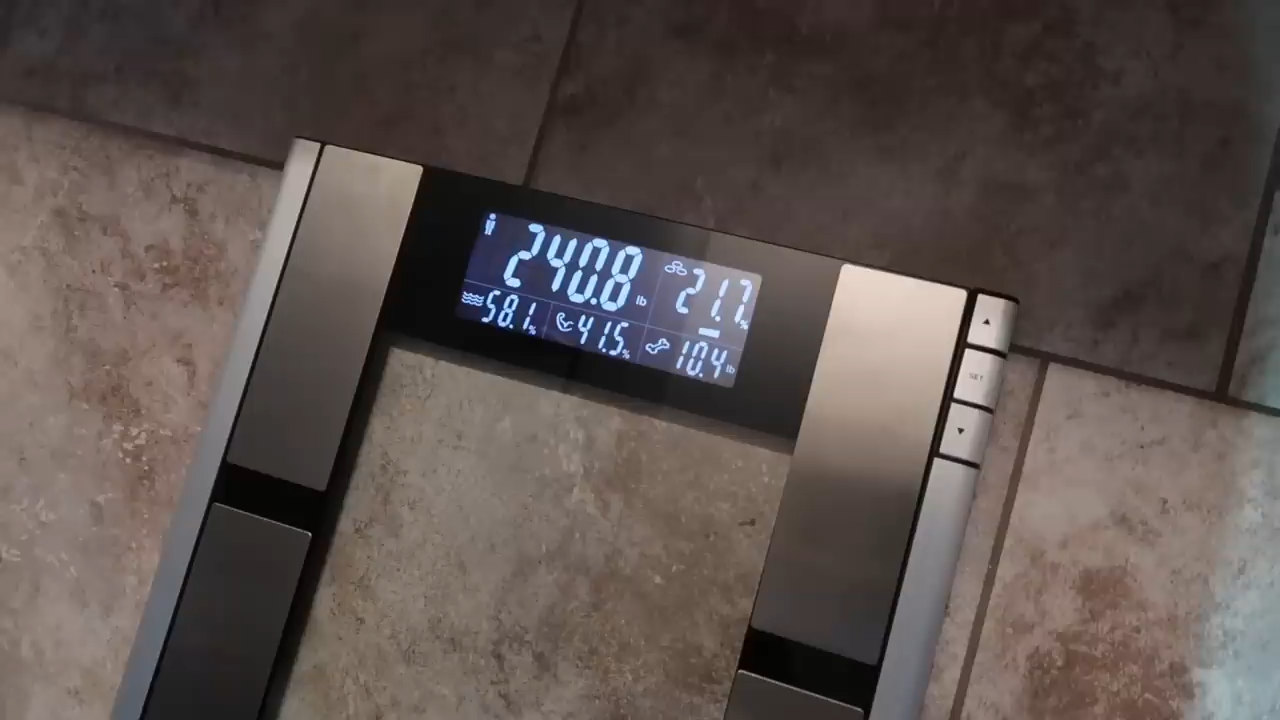 240.8 lb
21.7 %
58.1 %
41.5 %
10.4 lb
▲
SET
▼